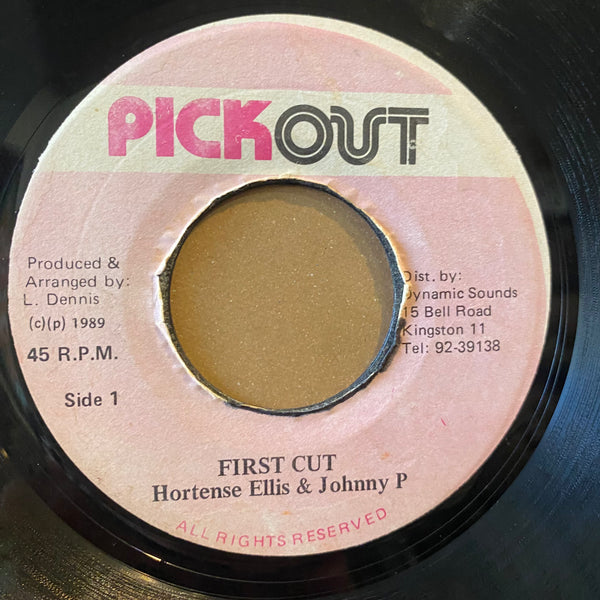 PICKOUT
Produced &
Arranged by:
L. Dennis
(c)(p) 1989
45 R.P.M.
Side 1
Dist. by:
Dynamic Sounds
15 Bell Road
Kingston 11
Tel: 92-39138
FIRST CUT
Hortense Ellis & Johnny P
ALL RIGHTS RESERVED